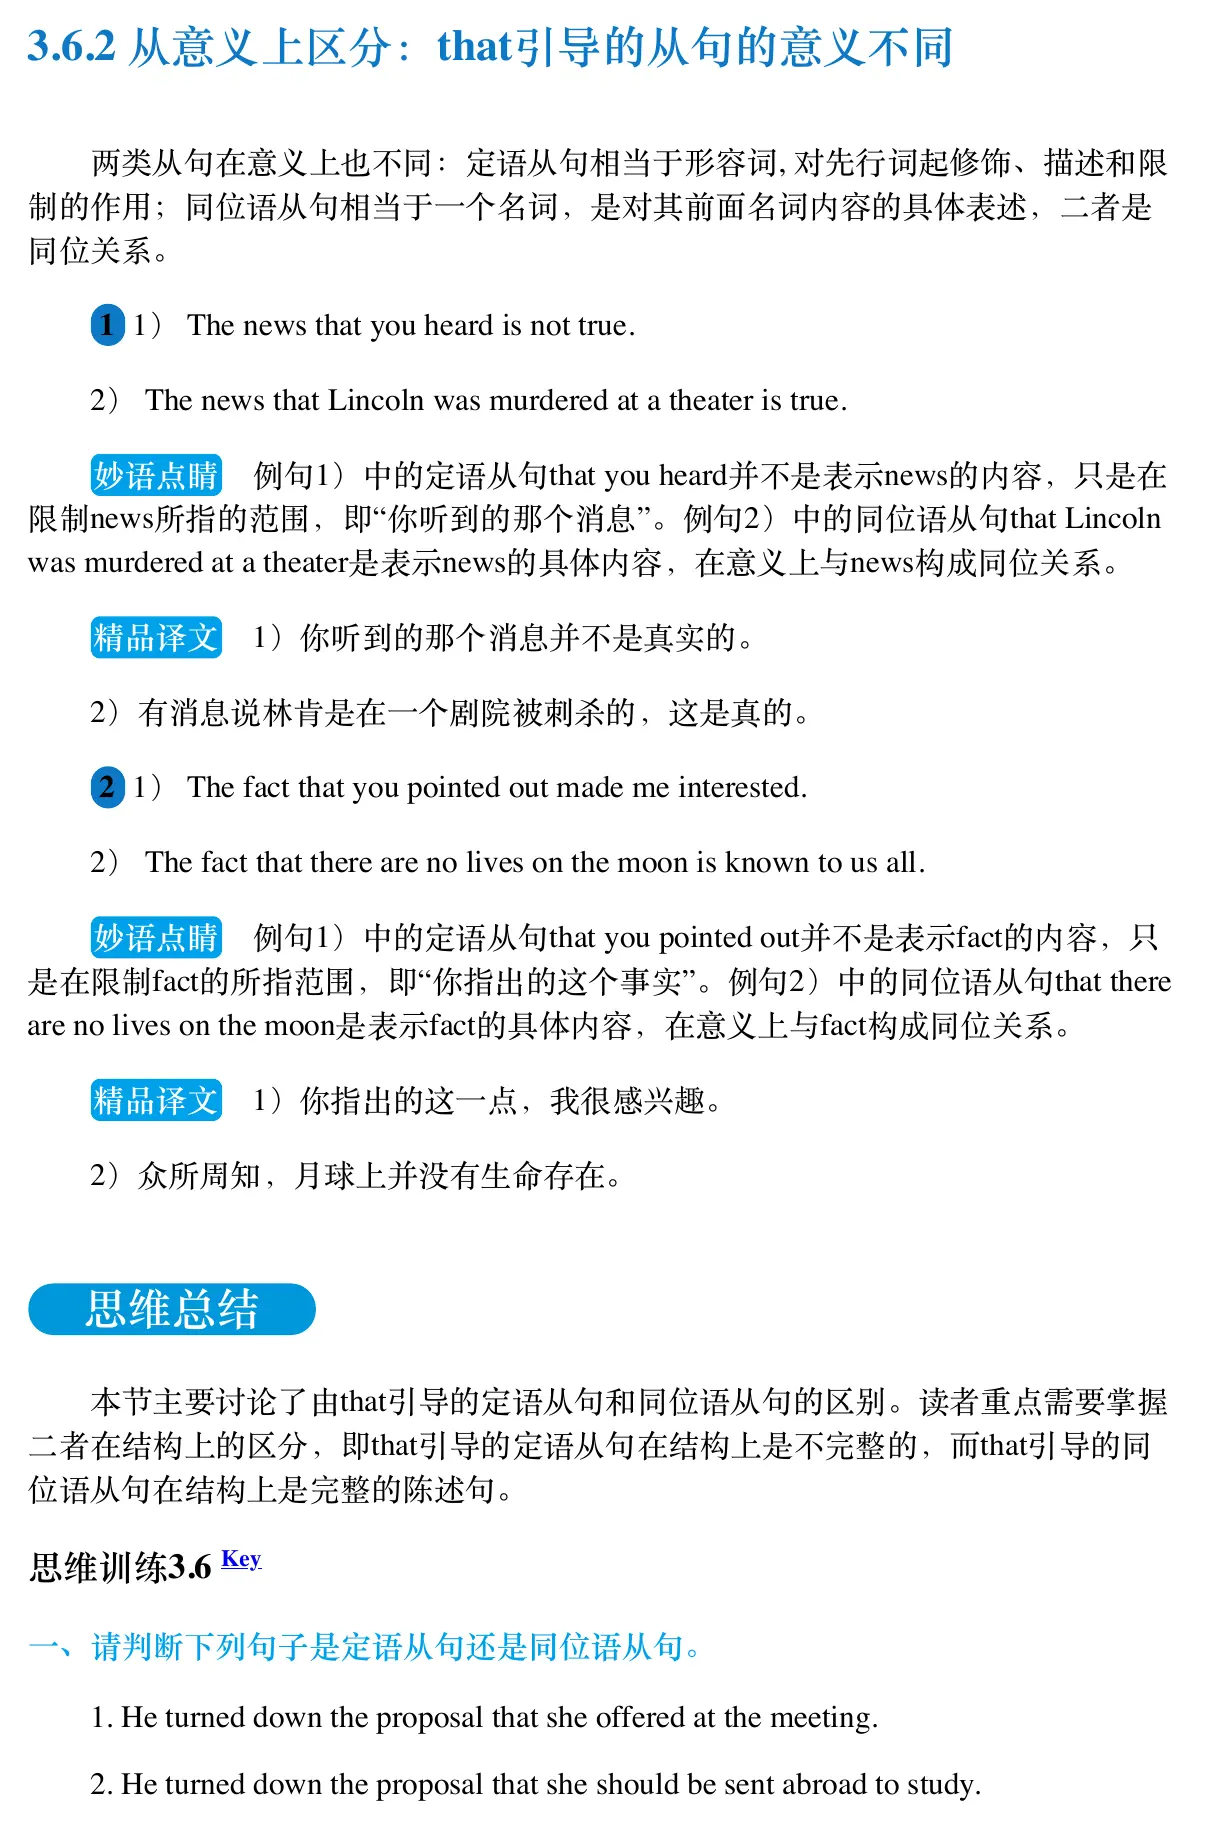 3.6.2 从意义上区分：that引导的从句的意义不同
两类从句在意义上也不同：定语从句相当于形容词, 对先行词起修饰、描述和限
制的作用；同位语从句相当于一个名词，是对其前面名词内容的具体表述，二者是
同位关系。
1 1） The news that you heard is not true.
2） The news that Lincoln was murdered at a theater is true.
妙语点睛 例句1）中的定语从句that you heard并不是表示news的内容，只是在
限制news所指的范围，即“你听到的那个消息”。例句2）中的同位语从句that Lincoln
was murdered at a theater是表示news的具体内容，在意义上与news构成同位关系。
精品译文 1）你听到的那个消息并不是真实的。
2）有消息说林肯是在一个剧院被刺杀的，这是真的。
2 1） The fact that you pointed out made me interested.
2） The fact that there are no lives on the moon is known to us all.
妙语点睛 例句1）中的定语从句that you pointed out并不是表示fact的内容，只
是在限制fact的所指范围，即“你指出的这个事实”。例句2）中的同位语从句that there
are no lives on the moon是表示fact的具体内容，在意义上与fact构成同位关系。
精品译文 1）你指出的这一点，我很感兴趣。
2）众所周知，月球上并没有生命存在。
思维总结
本节主要讨论了由that引导的定语从句和同位语从句的区别。读者重点需要掌握
二者在结构上的区分，即that引导的定语从句在结构上是不完整的，而that引导的同
位语从句在结构上是完整的陈述句。
思维训练3.6 Key
一、请判断下列句子是定语从句还是同位语从句。
1. He turned down the proposal that she offered at the meeting.
2. He turned down the proposal that she should be sent abroad to study.